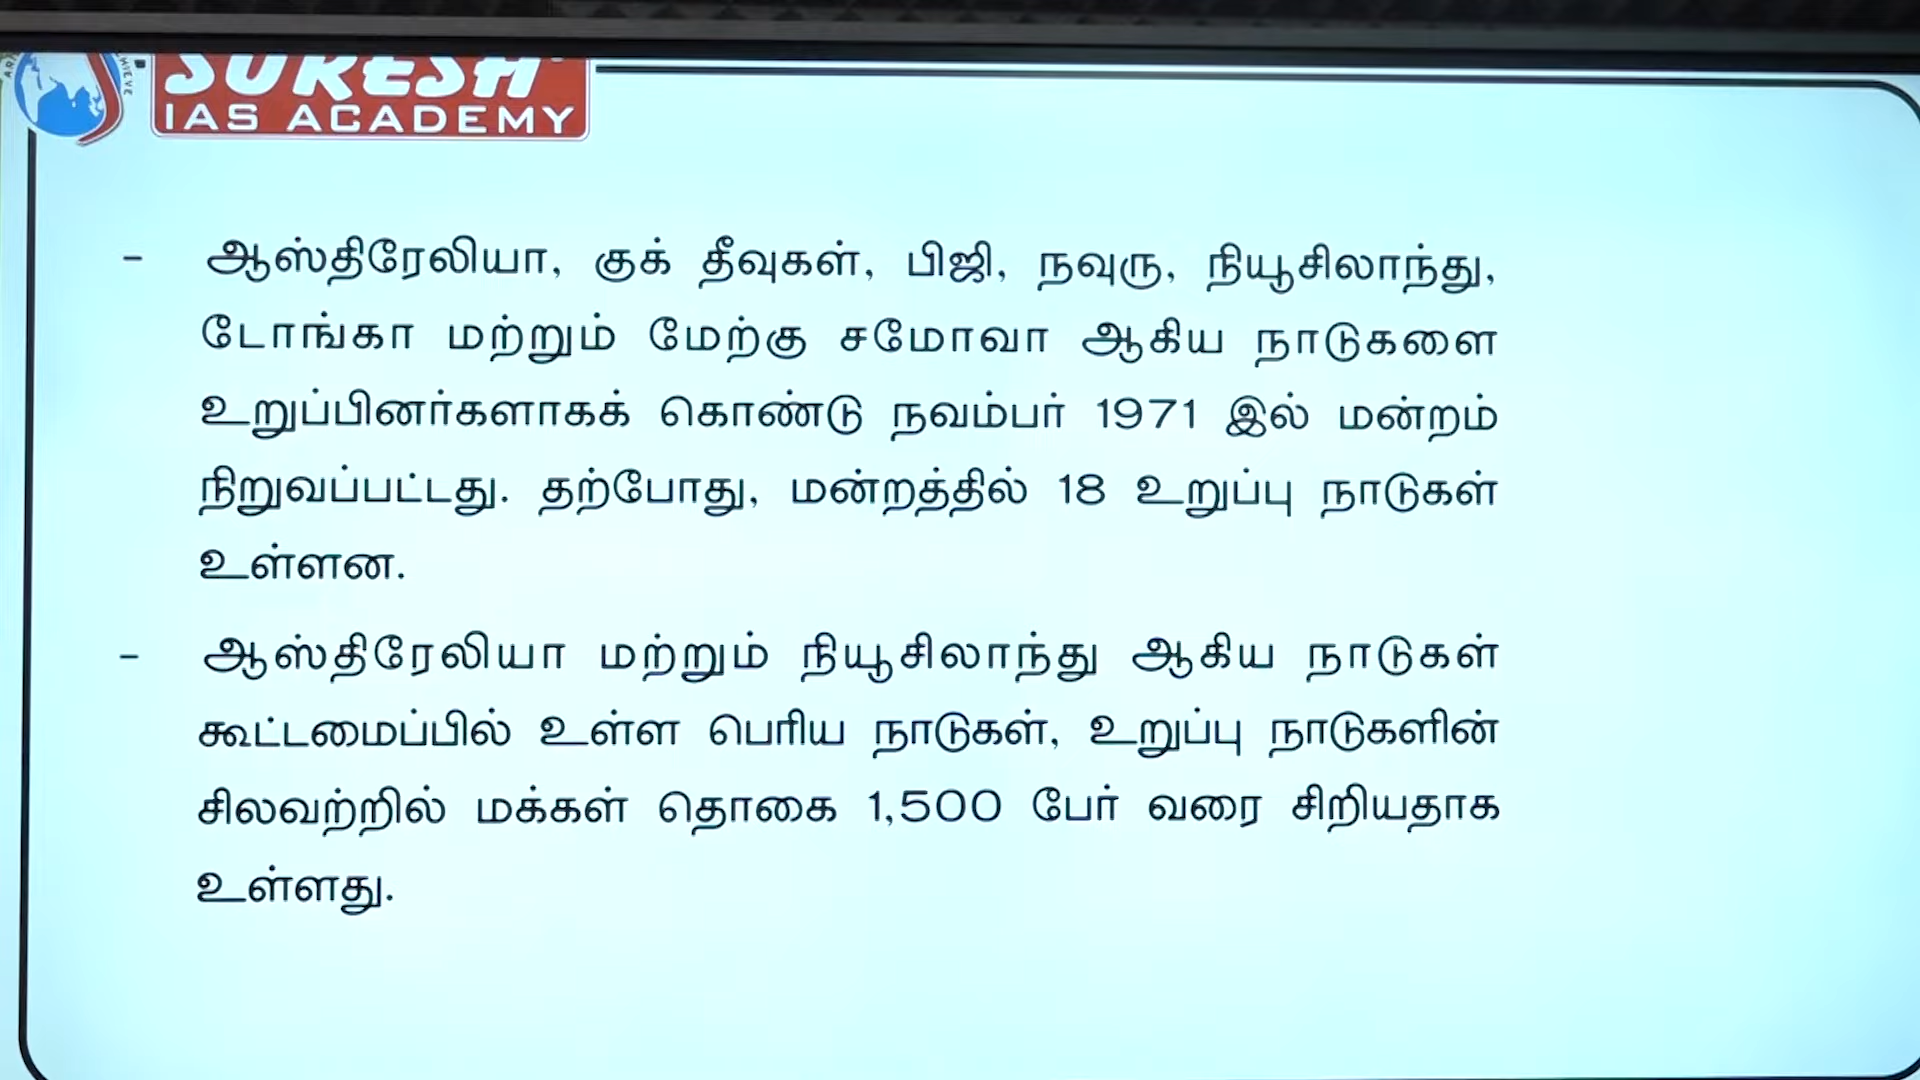 SURESH
IAS ACADEMY
- ஆஸ்திரேலியா, குக் தீவுகள், பிஜி, நவுரு, நியூசிலாந்து,
டோங்கா மற்றும் மேற்கு சமோவா ஆகிய நாடுகளை
உறுப்பினர்களாகக் கொண்டு நவம்பர் 1971 இல் மன்றம்
நிறுவப்பட்டது. தற்போது, மன்றத்தில் 18 உறுப்பு நாடுகள்
உள்ளன.
- ஆஸ்திரேலியா மற்றும் நியூசிலாந்து ஆகிய நாடுகள்
கூட்டமைப்பில் உள்ள பெரிய நாடுகள், உறுப்பு நாடுகளின்
சிலவற்றில் மக்கள் தொகை 1,500 பேர் வரை சிறியதாக
உள்ளது.